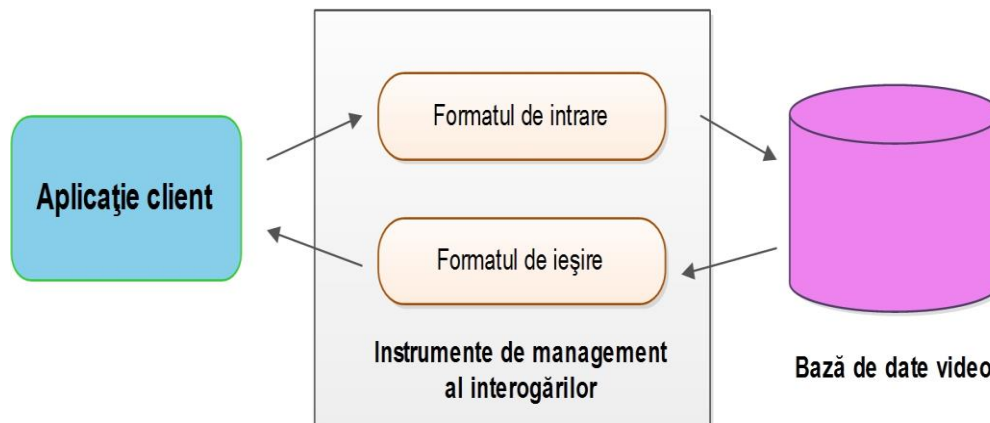 Formatul de intrare
Aplicaţie client
Formatul de ieşire
Instrumente de management
al interogărilor
Bază de date video